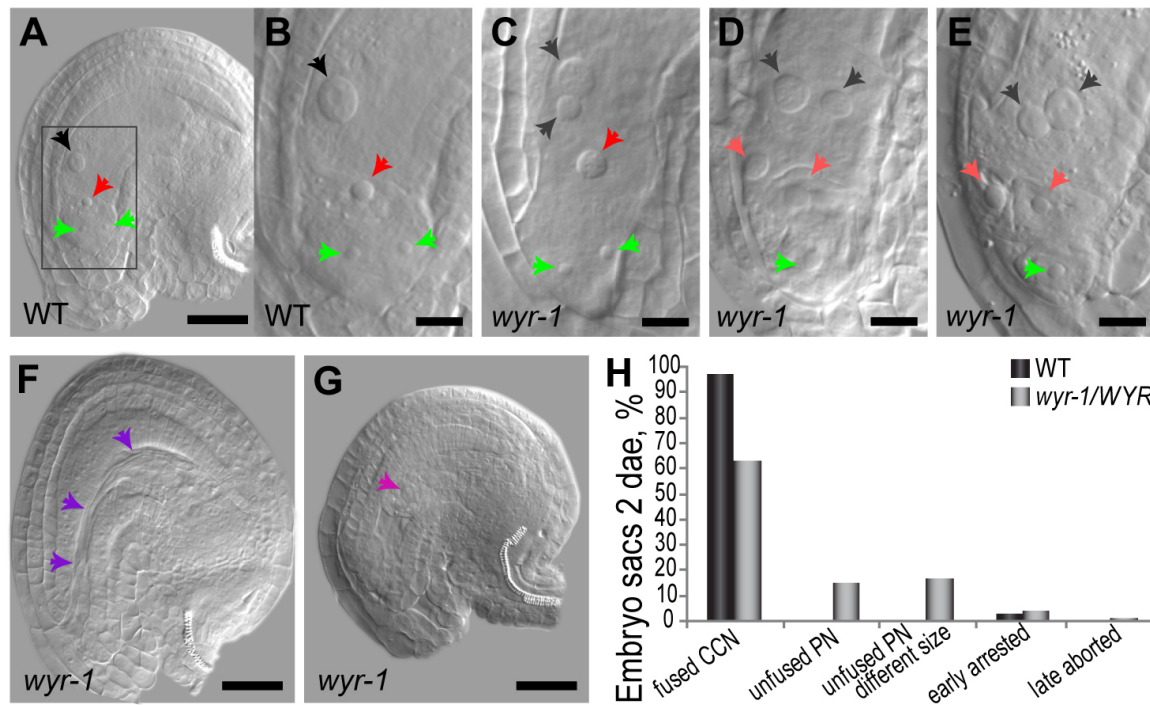 A
B
C
D
E
WT
WT
wyr-1
wyr-1
wyr-1
F
G
H
wyr-1
wyr-1
Embryo sacs 2 dae, %
100
90
80
70
60
50
40
30
20
10
0
WT
wyr-1/WYR
fused CCN
unfused PN
unfused PN
different size
early arrested
late aborted